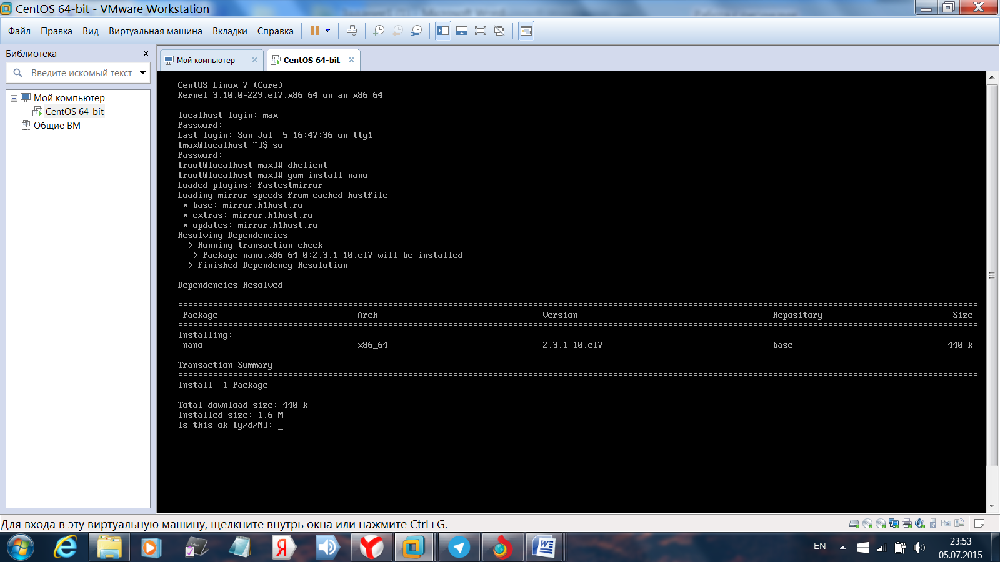 CentOS 64-bit - VMware Workstation
Файл Правка Вид Виртуальная машина Вкладки Справка
Библиотека
Введите искомый текст
Мой компьютер
CentOS 64-bit
Общие ВМ
Мой компьютер CentOS 64-bit
CentOS Linux 7 (Core)
Kernel 3.10.0-229.el7.x86_64 on an x86_64
localhost login: max
Password:
Last login: Sun Jul  5 16:47:36 on tty1
[max@localhost ~]$ su
Password:
[root@localhost max]# dhclient
[root@localhost max]# yum install nano
Loaded plugins: fastestmirror
Loading mirror speeds from cached hostfile
* base: mirror.h1host.ru
* extras: mirror.h1host.ru
* updates: mirror.h1host.ru
Resolving Dependencies
--> Running transaction check
---> Package nano.x86_64 0:2.3.1-10.el7 will be installed
--> Finished Dependency Resolution
Dependencies Resolved
Package Arch Version Repository Size
Installing:
nano x86_64 2.3.1-10.el7 base 440 k
Transaction Summary
Install  1 Package
Total download size: 440 k
Installed size: 1.6 M
Is this ok [y/d/N]: _
Для входа в эту виртуальную машину, щелкните внутрь окна или нажмите Ctrl+G.
EN
23:53
05.07.2015